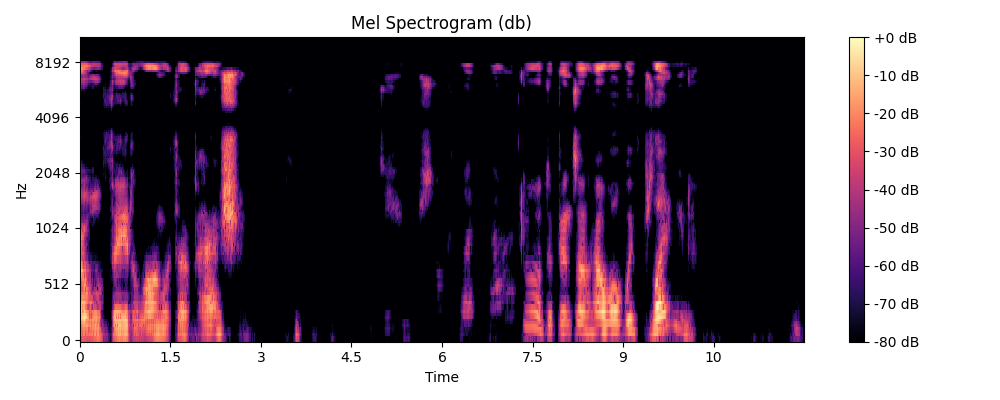 Mel Spectrogram (db)
8192
4096
2048
1024
512
0
Hz
0 1.5 3 4.5 6 7.5 9 10
Time
+0 dB
-10 dB
-20 dB
-30 dB
-40 dB
-50 dB
-60 dB
-70 dB
-80 dB